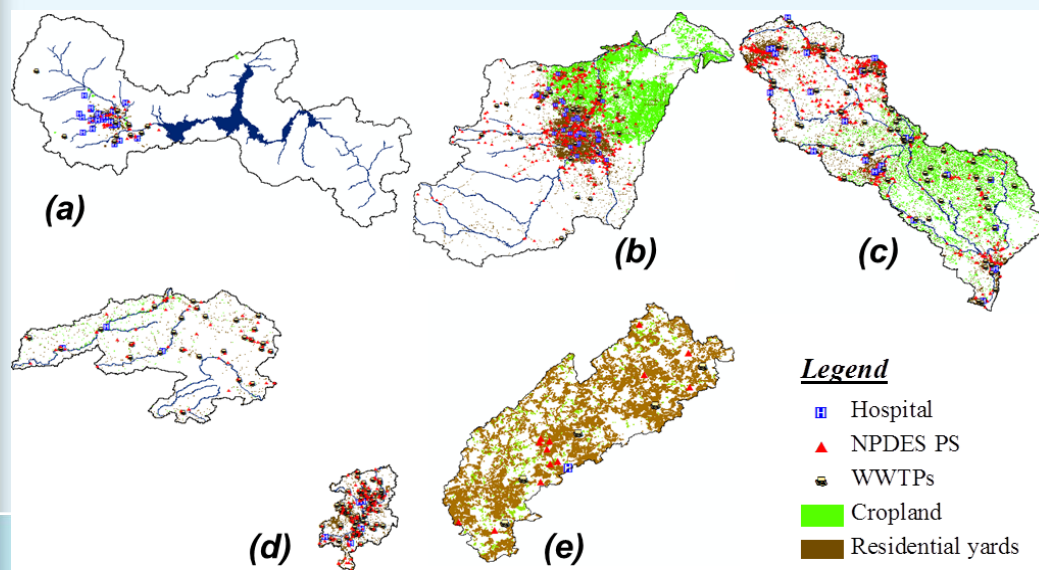 (a)
(b)
(c)
(d)
(e)
Legend
Hospital
NPDES PS
WWTPs
Cropland
Residential yards